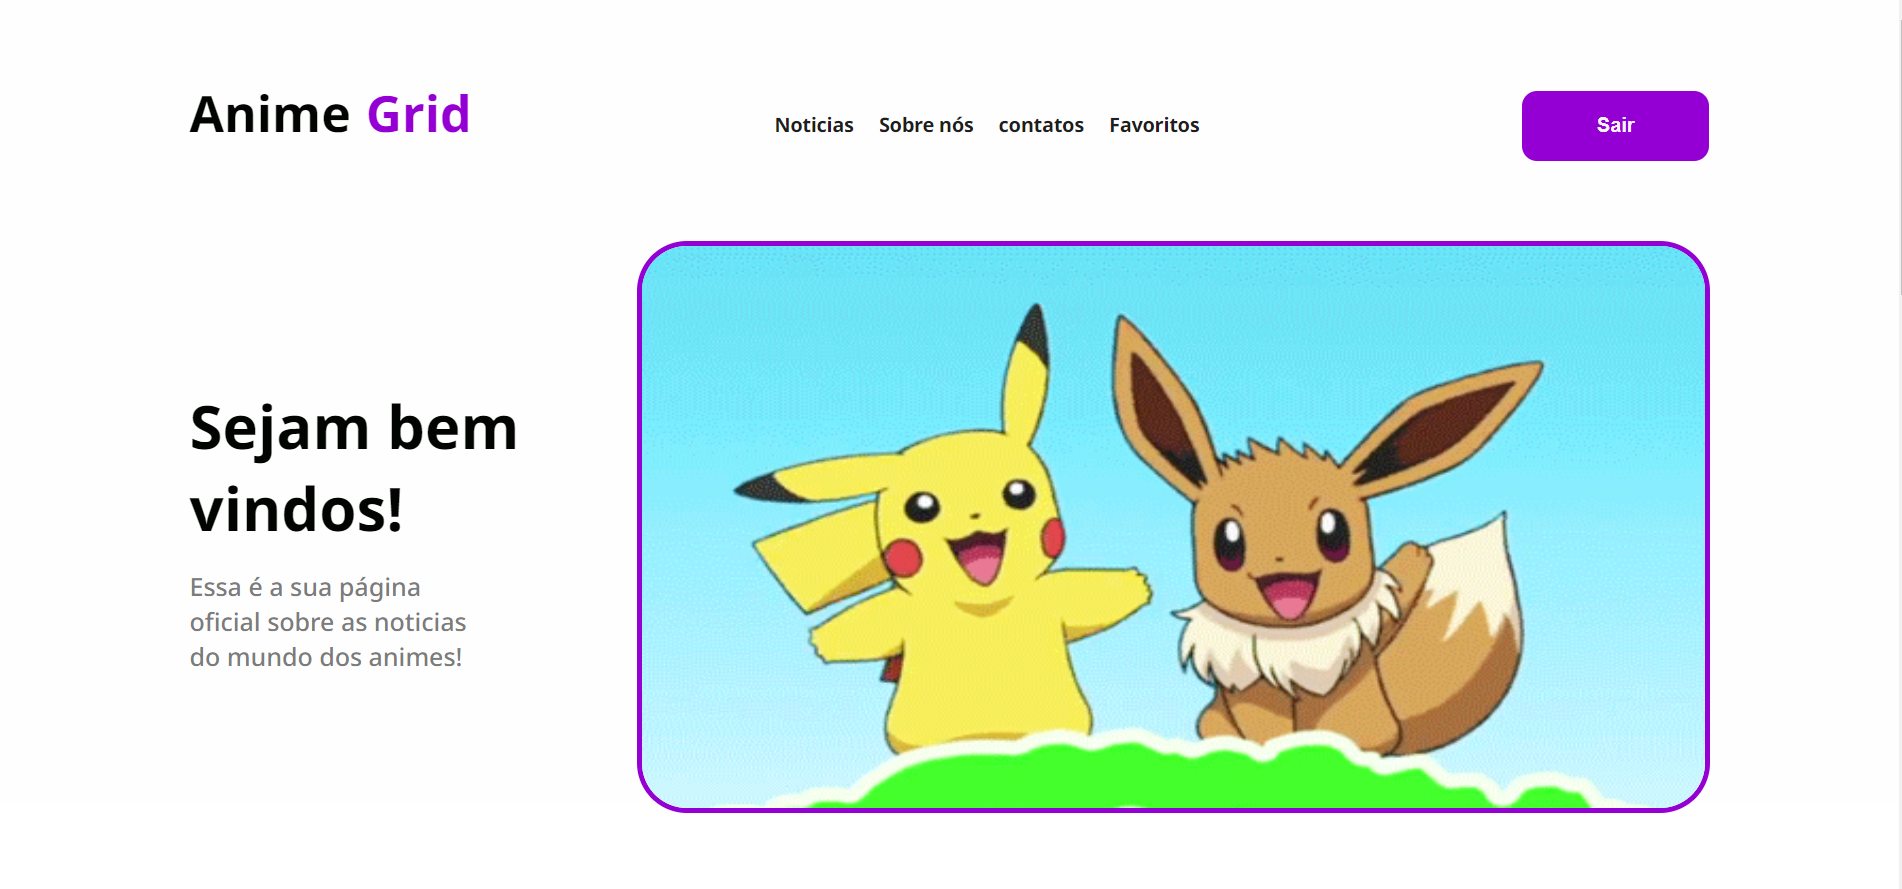 Anime Grid
Noticias Sobre nós contatos Favoritos
Sair
Sejam bem
vindos!
Essa é a sua página
oficial sobre as noticias
do mundo dos animes!